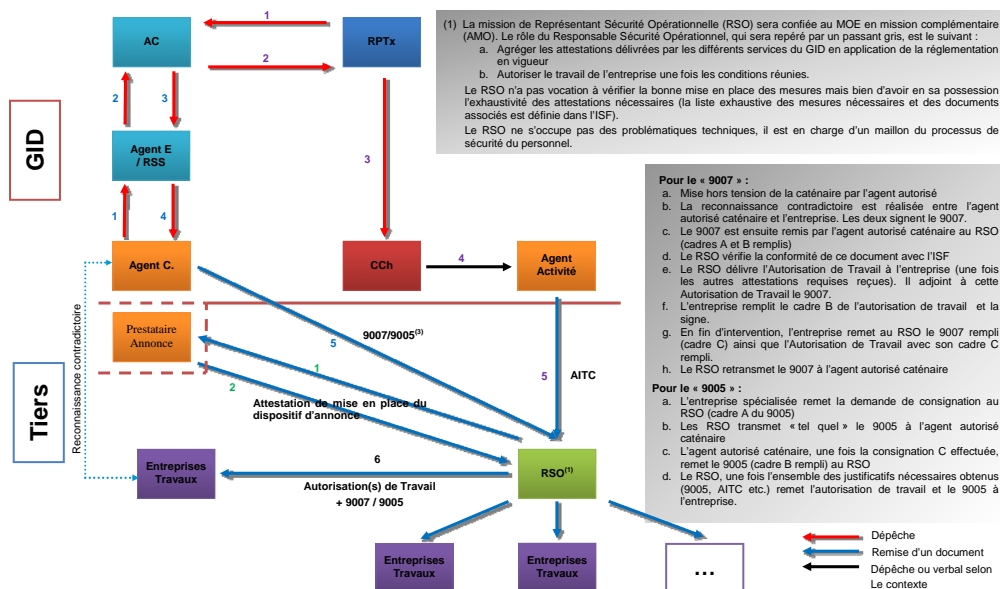 1
AC
RPTx
2
2
3
3
Agent E
/ RSS
1
4
GID
Agent C.
CCh
4
Agent
Activité
Reconnaissance contradictoire
Prestataire
Annonce
9007/9005(3)
5
1
5
AITC
2
Attestation de mise en place du
dispositif d'annonce
Tiers
Entreprises
Travaux
6
Autorisation(s) de Travail
+ 9007 / 9005
RSO(1)
Entreprises
Travaux
Entreprises
Travaux
...
(1) La mission de Représentant Sécurité Opérationnelle (RSO) sera confiée au MOE en mission complémentaire
(AMO). Le rôle du Responsable Sécurité Opérationnel, qui sera repéré par un passant gris, est le suivant :
a. Agréger les attestations délivrées par les différents services du GID en application de la réglementation
en vigueur
b. Autoriser le travail de l'entreprise une fois les conditions réunies.
Le RSO n'a pas vocation à vérifier la bonne mise en place des mesures mais bien d'avoir en sa possession
l'exhaustivité des attestations nécessaires (la liste exhaustive des mesures nécessaires et des documents
associés est définie dans l'ISF).
Le RSO ne s'occupe pas des problématiques techniques, il est en charge d'un maillon du processus de
sécurité du personnel.
Pour le « 9007 » :
a. Mise hors tension de la caténaire par l'agent autorisé
b. La reconnaissance contradictoire est réalisée entre l'agent
autorisé caténaire et l'entreprise. Les deux signent le 9007.
c. Le 9007 est ensuite remis par l'agent autorisé caténaire au RSO
(cadres A et B remplis)
d. Le RSO vérifie la conformité de ce document avec l'ISF
e. Le RSO délivre l'Autorisation de Travail à l'entreprise (une fois
les autres attestations requises reçues). Il adjoint à cette
Autorisation de Travail le 9007.
f. L'entreprise remplit le cadre B de l'autorisation de travail et la
signe.
g. En fin d'intervention, l'entreprise remet au RSO le 9007 rempli
(cadre C) ainsi que l'Autorisation de Travail avec son cadre C
rempli.
h. Le RSO retransmet le 9007 à l'agent autorisé caténaire
Pour le « 9005 » :
a. L'entreprise spécialisée remet la demande de consignation au
RSO (cadre A du 9005)
b. Les RSO transmet « tel quel » le 9005 à l'agent autorisé
caténaire
c. L'agent autorisé caténaire, une fois la consignation C effectuée,
remet le 9005 (cadre B rempli) au RSO
d. Le RSO, une fois l'ensemble des justificatifs nécessaires obtenus
(9005, AITC etc.) remet l'autorisation de travail et le 9005 à
l'entreprise.
Dépêche
Remise d'un document
Dépêche ou verbal selon
Le contexte